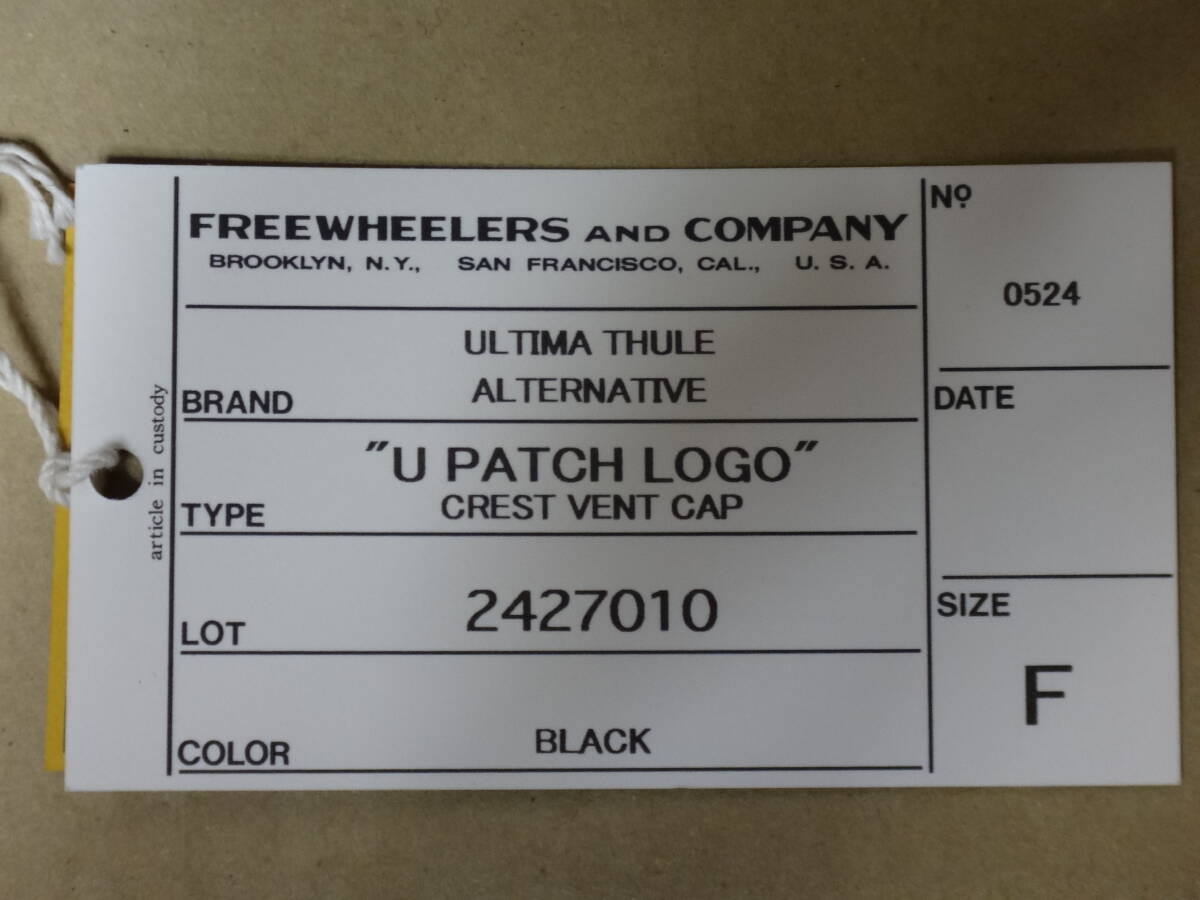 FREEWHEELERS AND COMPANY
BROOKLYN, N.Y., SAN FRANCISCO, CAL., U. S. A.
BRAND
ULTIMA THULE
ALTERNATIVE
TYPE
"U PATCH LOGO"
CREST VENT CAP
LOT
2427010
COLOR
BLACK
Nº
0524
DATE
SIZE
F
article in custody